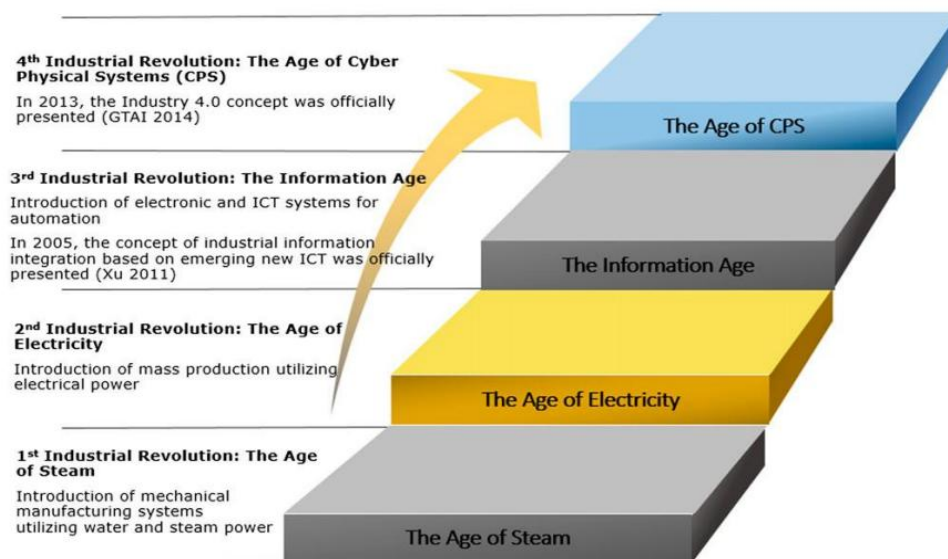 4th Industrial Revolution: The Age of Cyber
Physical Systems (CPS)
In 2013, the Industry 4.0 concept was officially
presented (GTAI 2014)
The Age of CPS
3rd Industrial Revolution: The Information Age
Introduction of electronic and ICT systems for
automation
In 2005, the concept of industrial information
integration based on emerging new ICT was officially
presented (Xu 2011)
The Information Age
2nd Industrial Revolution: The Age of
Electricity
Introduction of mass production utilizing
electrical power
The Age of Electricity
1st Industrial Revolution: The Age
of Steam
Introduction of mechanical
manufacturing systems
utilizing water and steam power
The Age of Steam